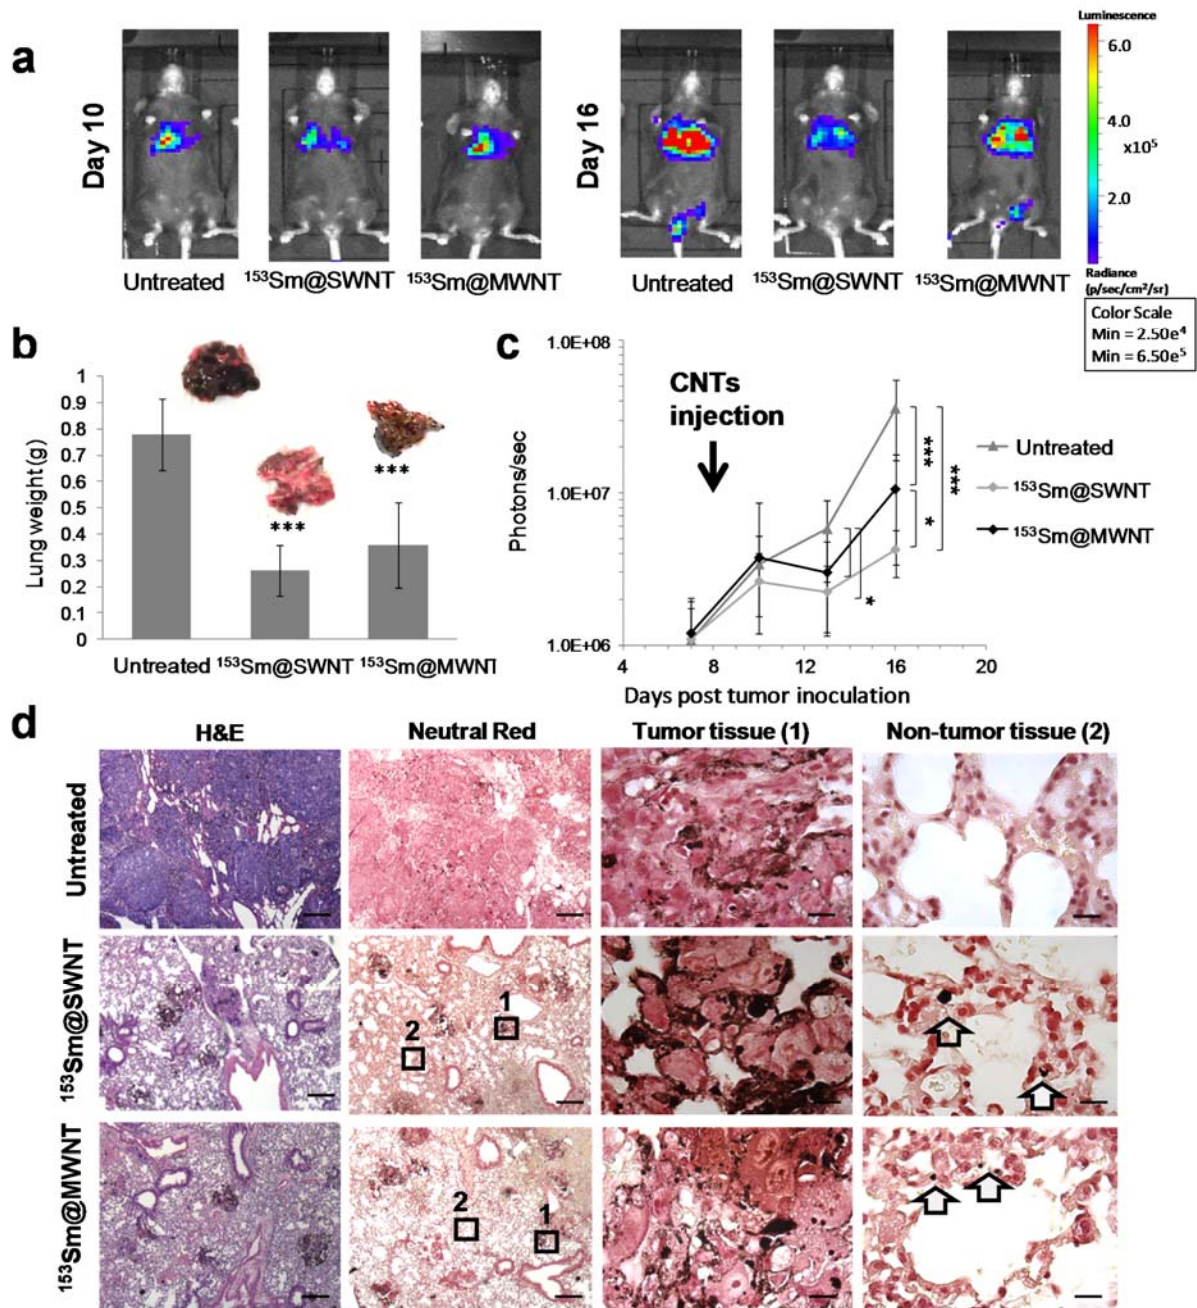 a
Day 10
Untreated
¹⁵³Sm@SWNT
¹⁵³Sm@MWNT
Day 16
Untreated
¹⁵³Sm@SWNT
¹⁵³Sm@MWNT
Luminescence
6.0
4.0
x10⁵
2.0
Radiance
(p/sec/cm²/sr)
Color Scale
Min = 2.50e⁴
Min = 6.50e⁵
b
Lung weight (g)
1
0.9
0.8
0.7
0.6
0.5
0.4
0.3
0.2
0.1
0
***
***
Untreated ¹⁵³Sm@SWNT ¹⁵³Sm@MWNT
c
Photons/sec
1.0E+08
1.0E+07
1.0E+06
CNTs
injection
*
***
*
***
4 8 12 16 20
Days post tumor inoculation
Untreated
¹⁵³Sm@SWNT
¹⁵³Sm@MWNT
d
H&E Neutral Red Tumor tissue (1) Non-tumor tissue (2)
Untreated
¹⁵³Sm@SWNT
2 1
¹⁵³Sm@MWNT
2 1